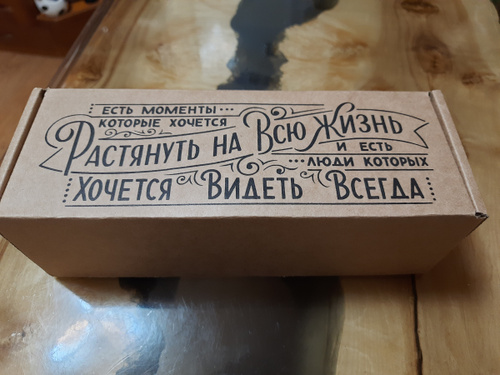 ЕСТЬ МОМЕНТЫ...
КОТОРЫЕ ХОЧЕТСЯ
РАСТЯНУТЬ НА ВСЮ ЖИЗНЬ
И ЕСТЬ
...ЛЮДИ КОТОРЫХ
ХОЧЕТСЯ ВИДЕТЬ ВСЕГДА